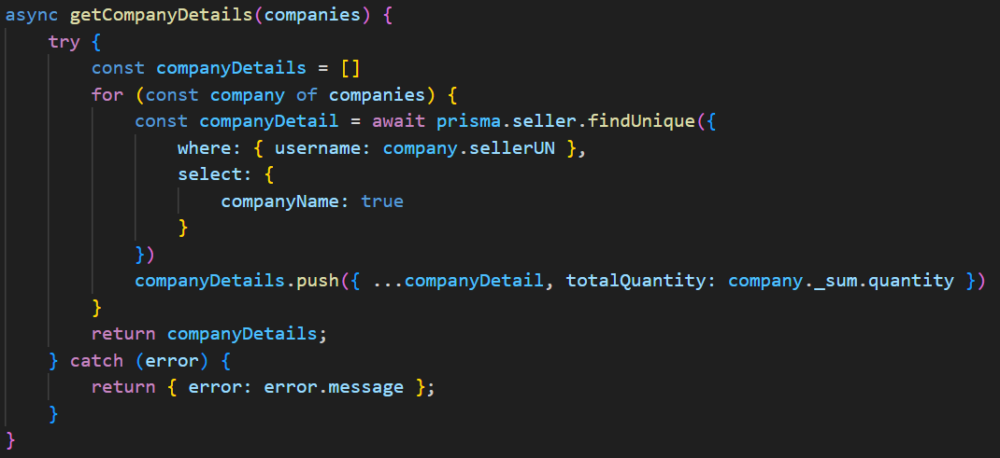 async getCompanyDetails(companies) {
    try {
        const companyDetails = []
        for (const company of companies) {
            const companyDetail = await prisma.seller.findUnique({
                where: { username: company.sellerUN },
                select: {
                    companyName: true
                }
            })
            companyDetails.push({ ...companyDetail, totalQuantity: company._sum.quantity })
        }
        return companyDetails;
    } catch (error) {
        return { error: error.message };
    }
}